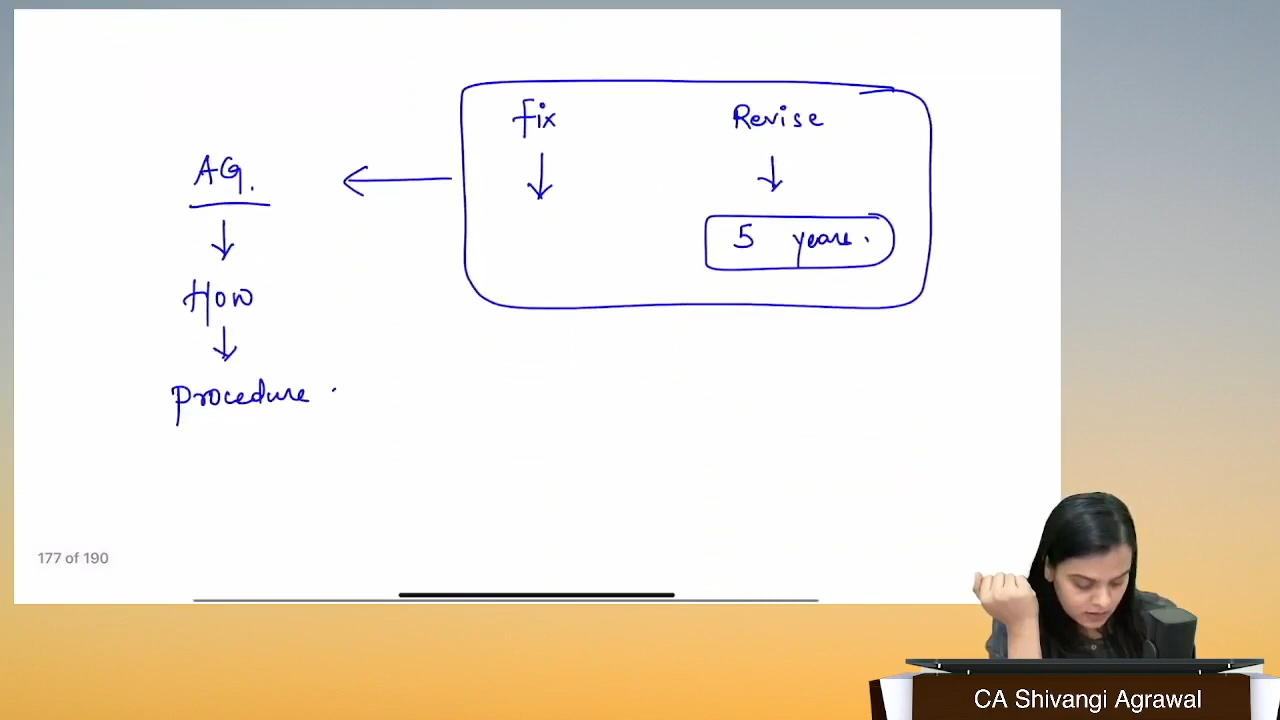 fix
Revise
AG.
5 years.
How
procedure.
177 of 190
CA Shivangi Agrawal